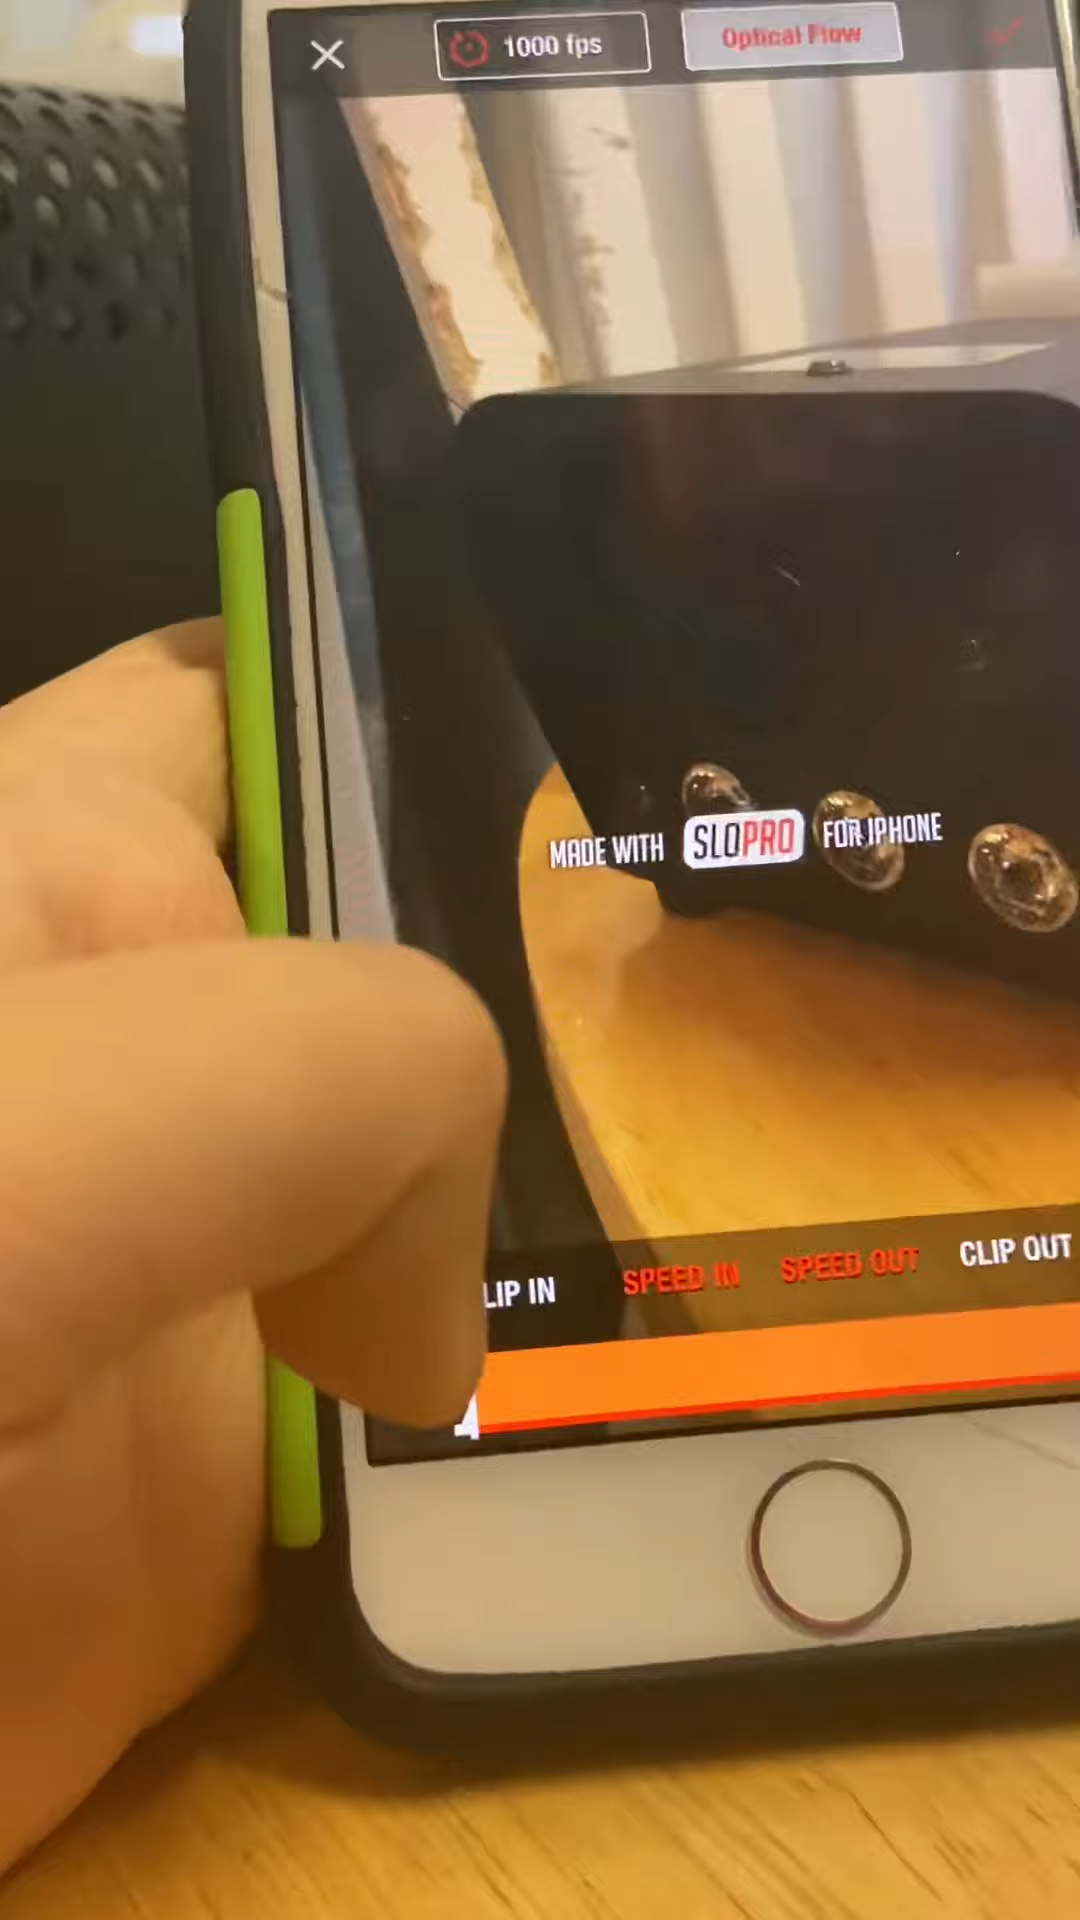 1000 fps
Optical Flow
MADE WITH SLOPRO FOR IPHONE
LIP IN SPEED IN SPEED OUT CLIP OUT